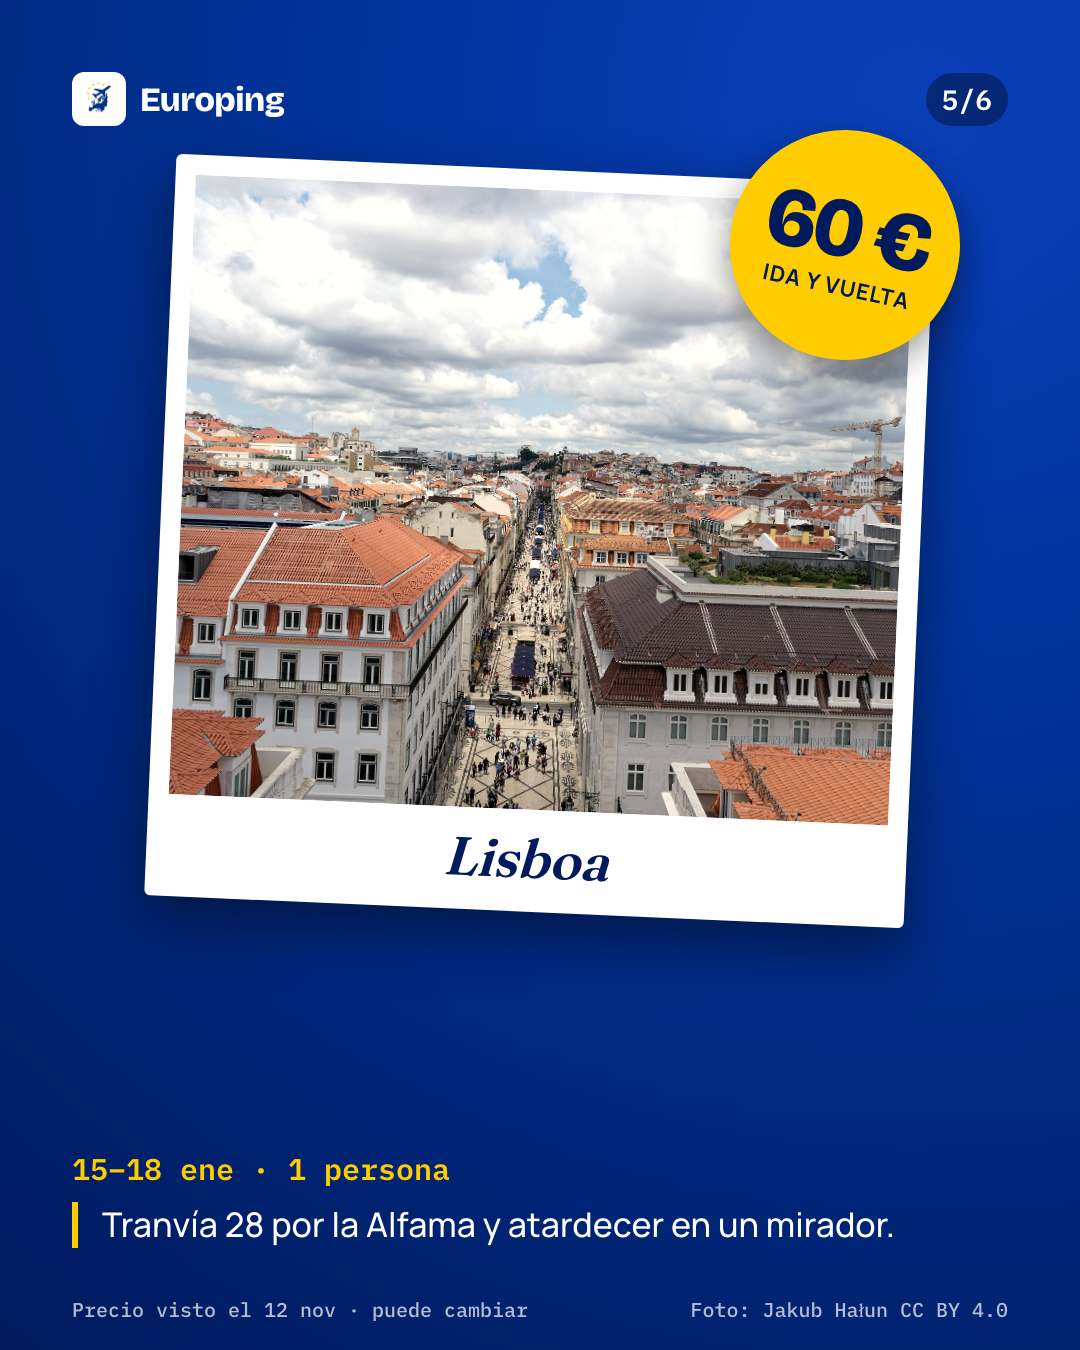 Europing
5/6
60 €
IDA Y VUELTA
Lisboa
15–18 ene · 1 persona
Tranvía 28 por la Alfama y atardecer en un mirador.
Precio visto el 12 nov · puede cambiar
Foto: Jakub Hałun CC BY 4.0